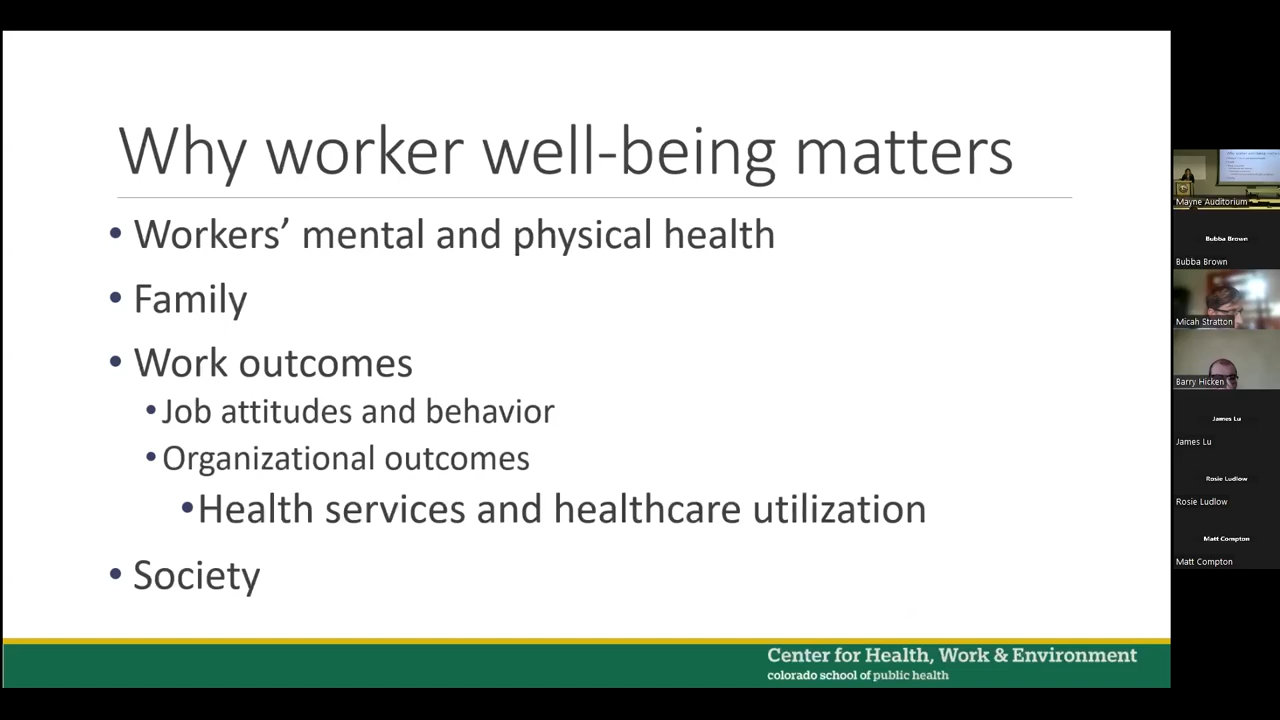 Why worker well-being matters
• Workers’ mental and physical health
• Family
• Work outcomes
• Job attitudes and behavior
• Organizational outcomes
• Health services and healthcare utilization
• Society
Center for Health, Work & Environment
colorado school of public health
Mayne Auditorium
Bubba Brown
Bubba Brown
Micah Stratton
Barry Hicken
James Lu
James Lu
Rosie Ludlow
Rosie Ludlow
Matt Compton
Matt Compton